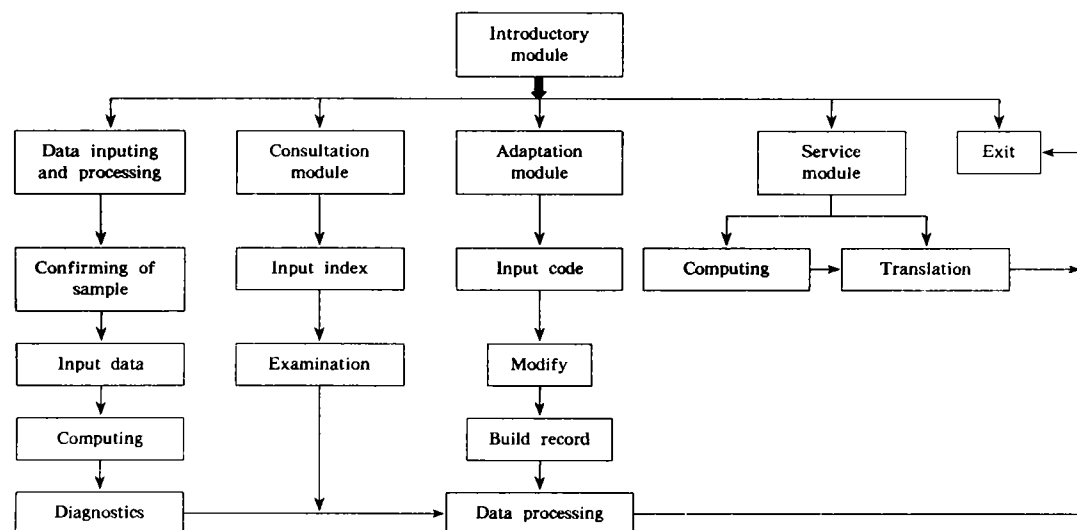 Introductory
module
Data inputing
and processing
Consultation
module
Adaptation
module
Service
module
Exit
Confirming of
sample
Input index
Input code
Computing
Translation
Input data
Examination
Modify
Computing
Build record
Diagnostics
Data processing